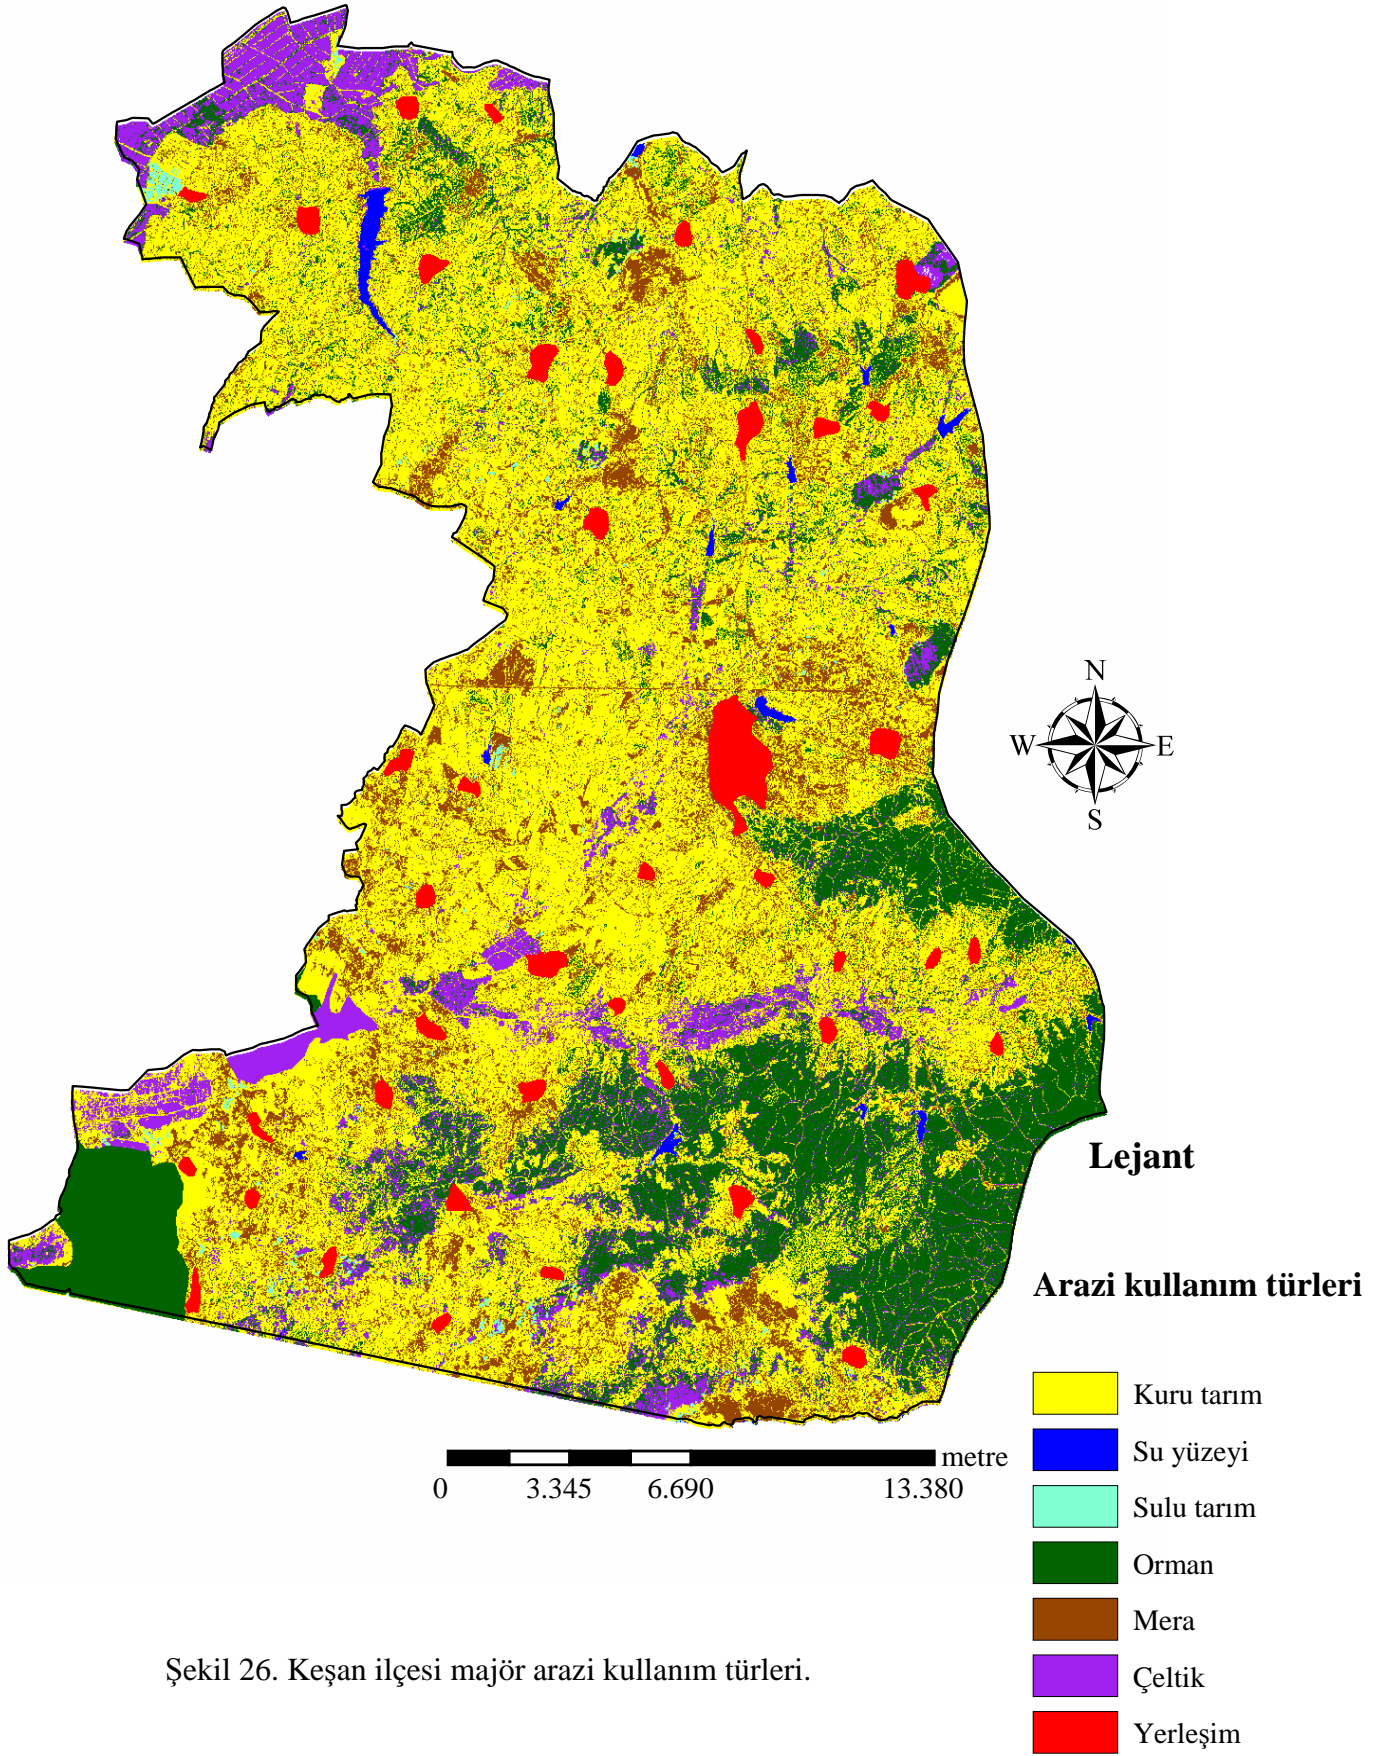 N
W E
S
Lejant
Arazi kullanım türleri
Kuru tarım
metre
Su yüzeyi
0 3.345 6.690 13.380
Sulu tarım
Orman
Mera
Şekil 26. Keşan ilçesi majör arazi kullanım türleri.
Çeltik
Yerleşim